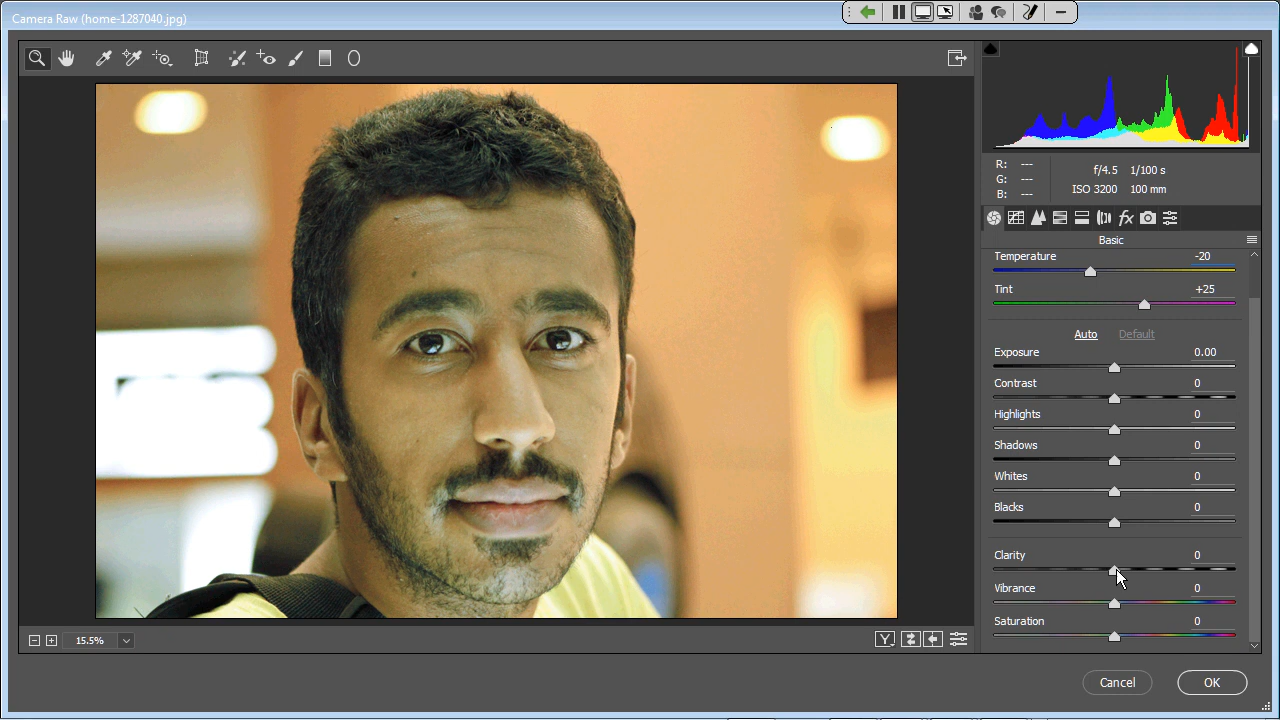 Camera Raw (home-1287040.jpg)
R: ---
G: ---
B: ---
f/4.5 1/100 s
ISO 3200 100 mm
fx
Basic
Temperature -20
Tint +25
Auto Default
Exposure 0.00
Contrast 0
Highlights 0
Shadows 0
Whites 0
Blacks 0
Clarity 0
Vibrance 0
Saturation 0
15.5% Y
Cancel OK